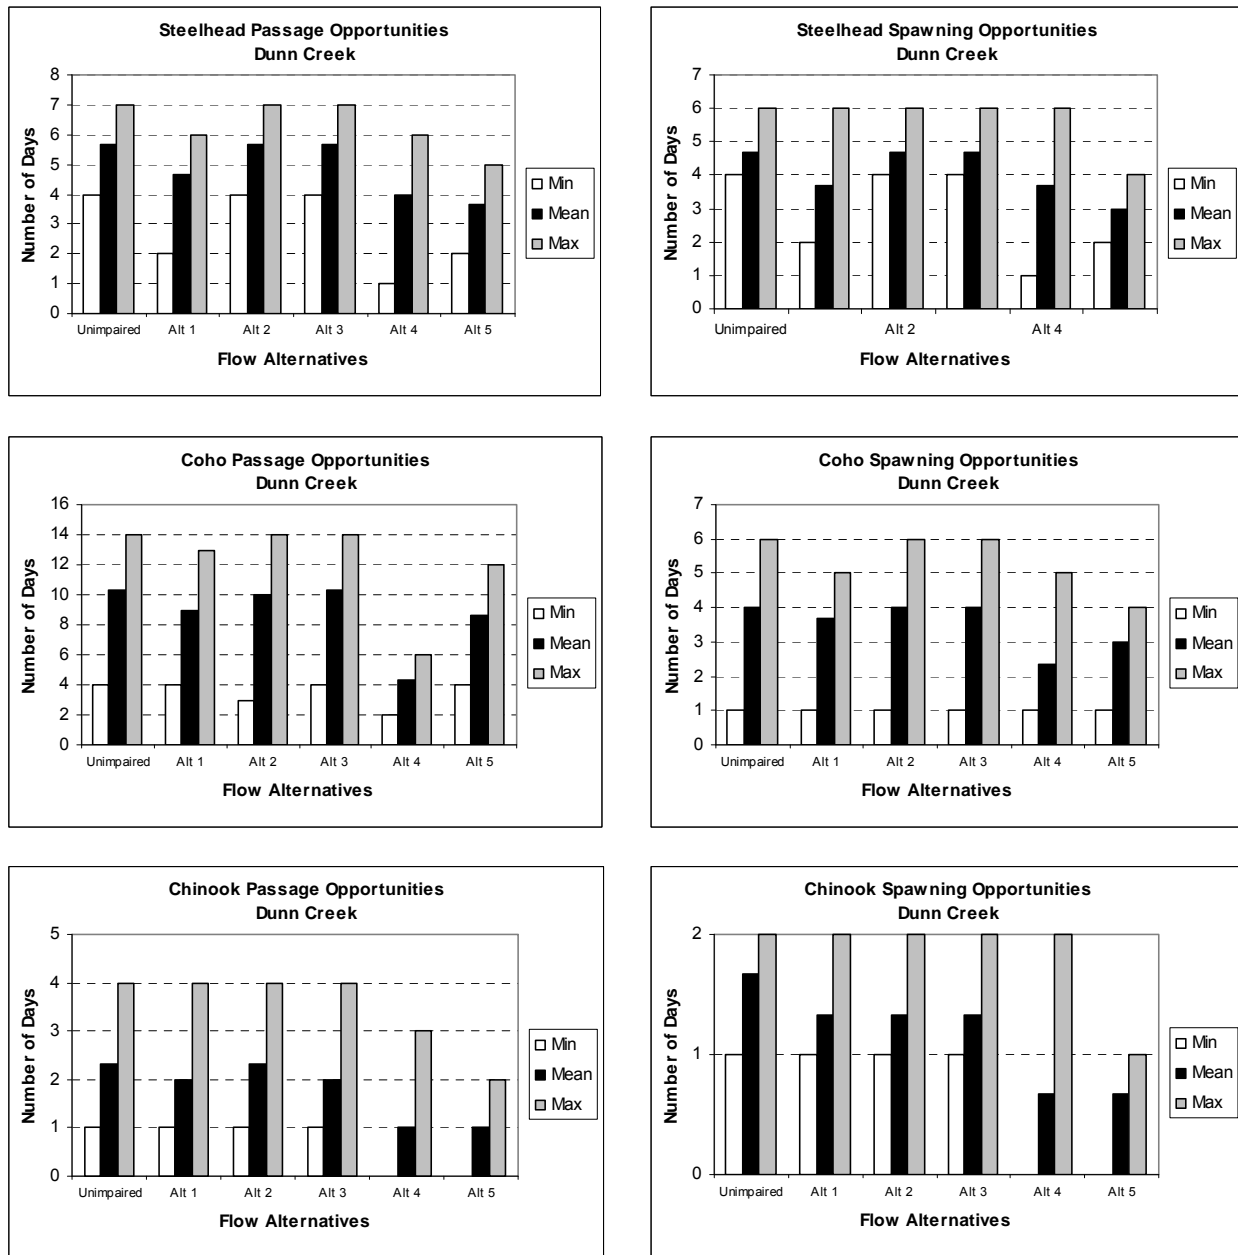 Steelhead Passage Opportunities
Dunn Creek
8
7
6
5
4
3
2
1
0
Number of Days
Unimpaired Alt 1 Alt 2 Alt 3 Alt 4 Alt 5
Flow Alternatives
Min
Mean
Max
Steelhead Spawning Opportunities
Dunn Creek
7
6
5
4
3
2
1
0
Number of Days
Unimpaired Alt 2 Alt 4
Flow Alternatives
Min
Mean
Max
Coho Passage Opportunities
Dunn Creek
16
14
12
10
8
6
4
2
0
Number of Days
Unimpaired Alt 1 Alt 2 Alt 3 Alt 4 Alt 5
Flow Alternatives
Min
Mean
Max
Coho Spawning Opportunities
Dunn Creek
7
6
5
4
3
2
1
0
Number of Days
Unimpaired Alt 1 Alt 2 Alt 3 Alt 4 Alt 5
Flow Alternatives
Min
Mean
Max
Chinook Passage Opportunities
Dunn Creek
5
4
3
2
1
0
Number of Days
Unimpaired Alt 1 Alt 2 Alt 3 Alt 4 Alt 5
Flow Alternatives
Min
Mean
Max
Chinook Spawning Opportunities
Dunn Creek
2
1
0
Number of Days
Unimpaired Alt 1 Alt 2 Alt 3 Alt 4 Alt 5
Flow Alternatives
Min
Mean
Max